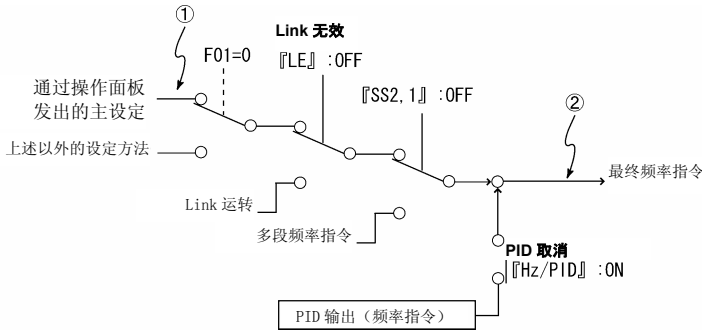 ①
F01=0
Link 无效
『LE』:OFF
『SS2,1』:OFF
通过操作面板
发出的主设定
上述以外的设定方法
②
最终频率指令
Link 运转
多段频率指令
PID 取消
『Hz/PID』:ON
PID 输出（频率指令）